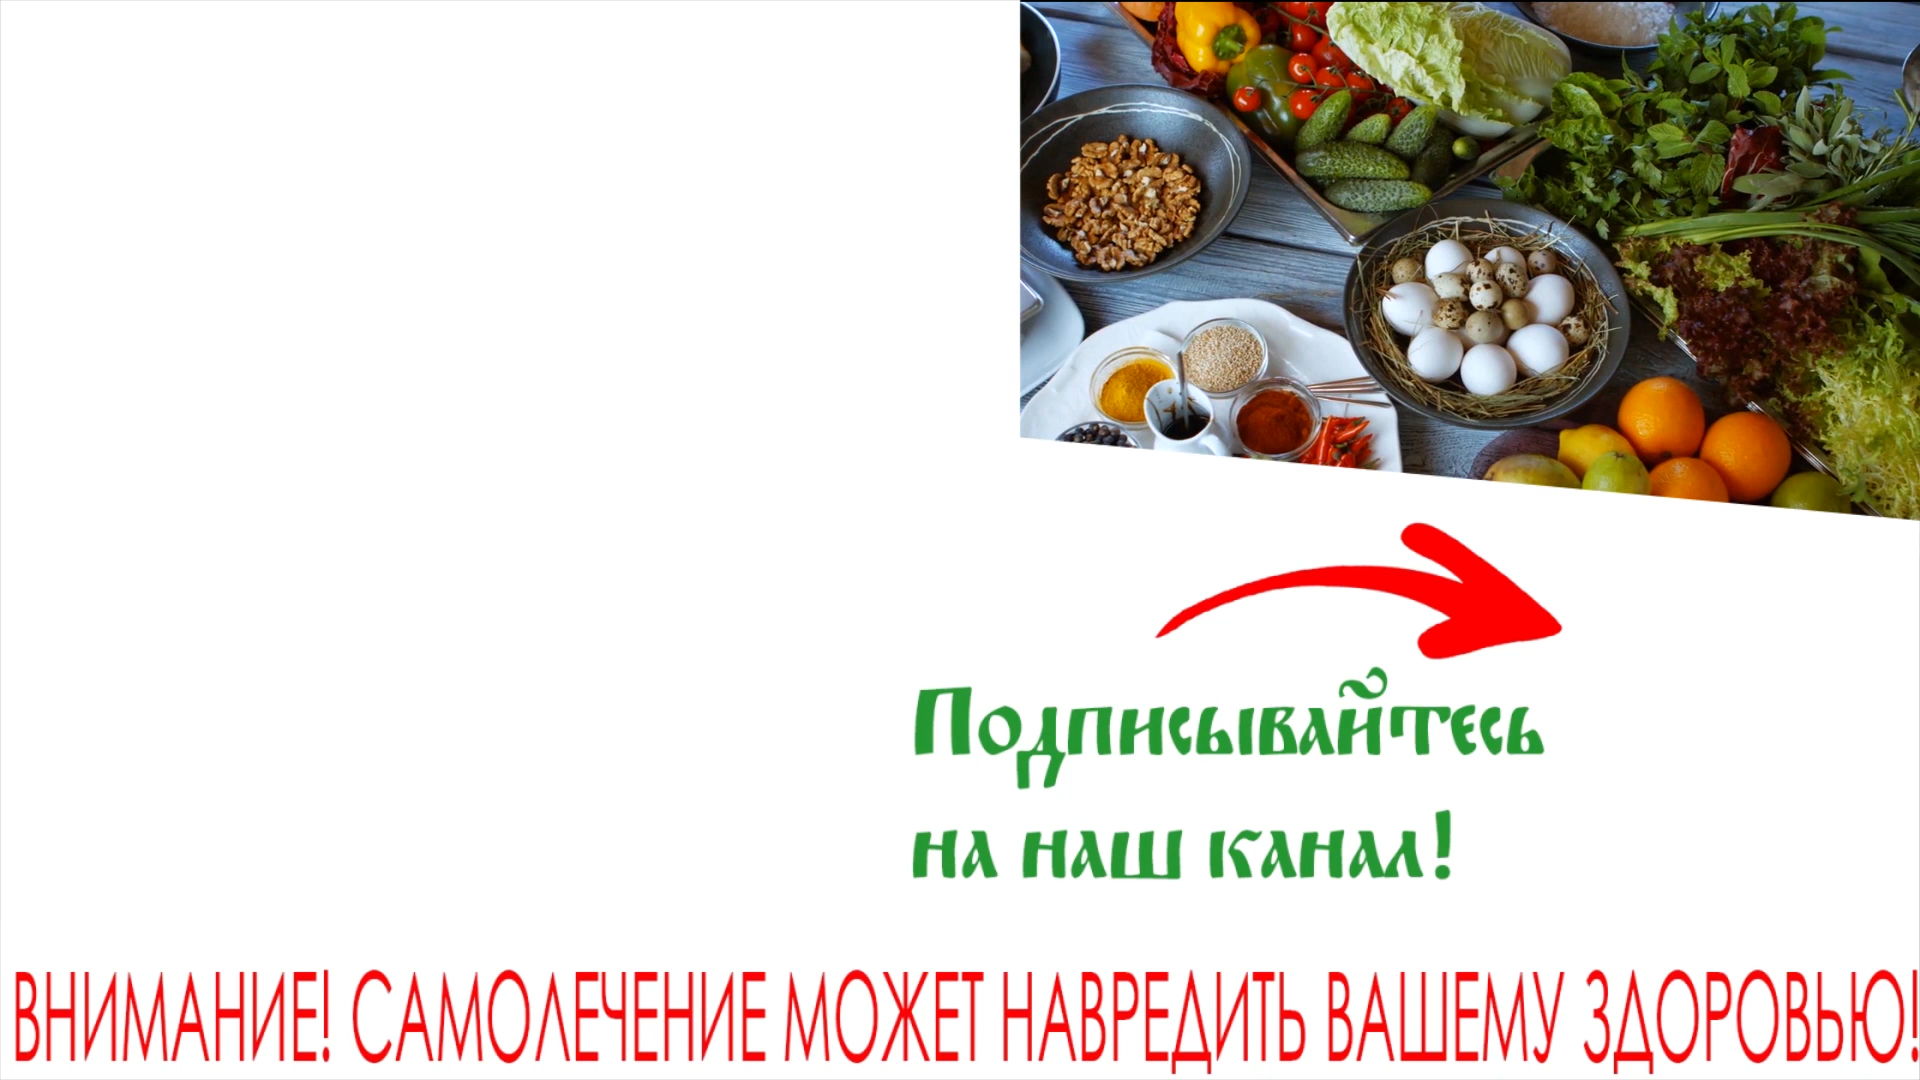 Подписывайтесь
на наш канал!
ВНИМАНИЕ! САМОЛЕЧЕНИЕ МОЖЕТ НАВРЕДИТЬ ВАШЕМУ ЗДОРОВЬЮ!